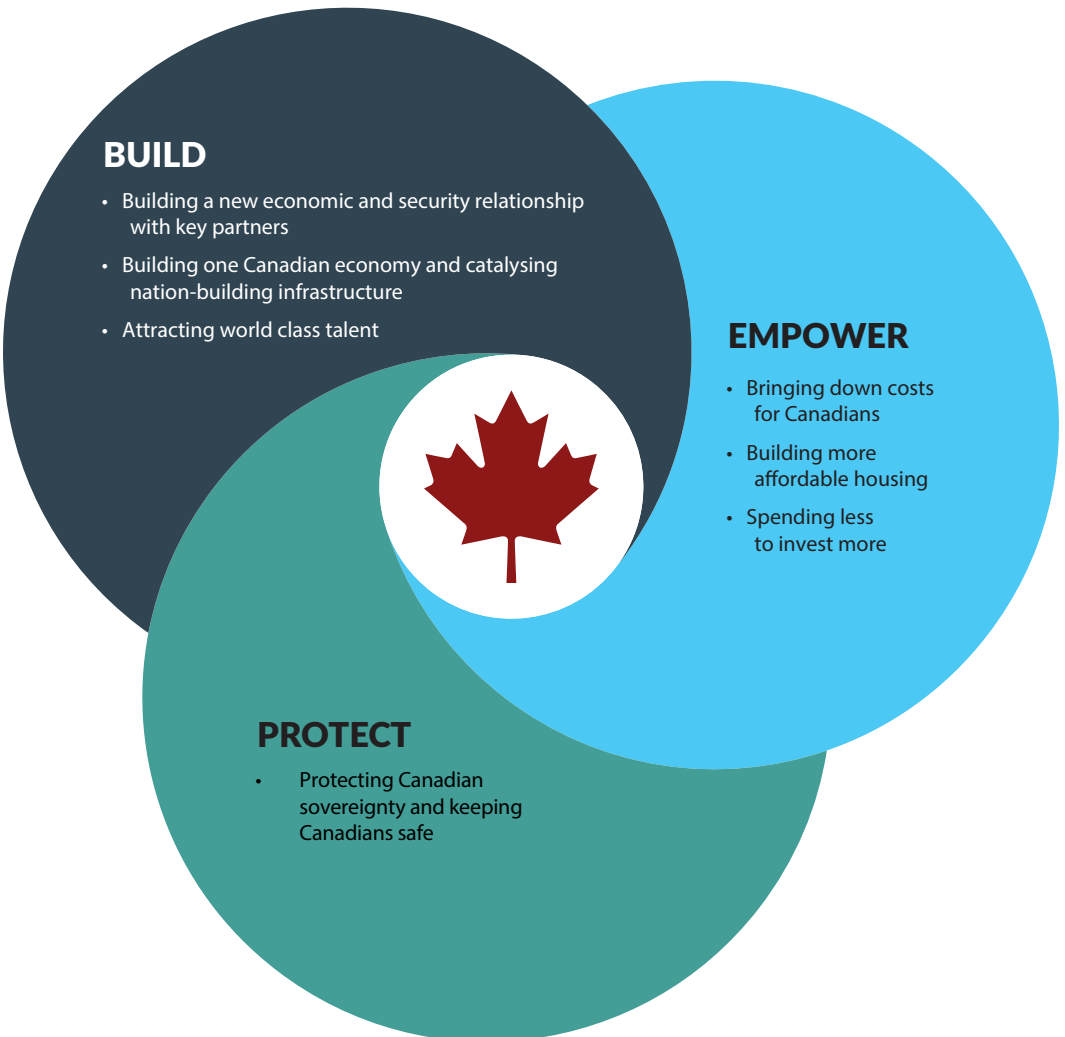 BUILD
• Building a new economic and security relationship
with key partners
• Building one Canadian economy and catalysing
nation-building infrastructure
• Attracting world class talent
EMPOWER
• Bringing down costs
for Canadians
• Building more
affordable housing
• Spending less
to invest more
PROTECT
• Protecting Canadian
sovereignty and keeping
Canadians safe